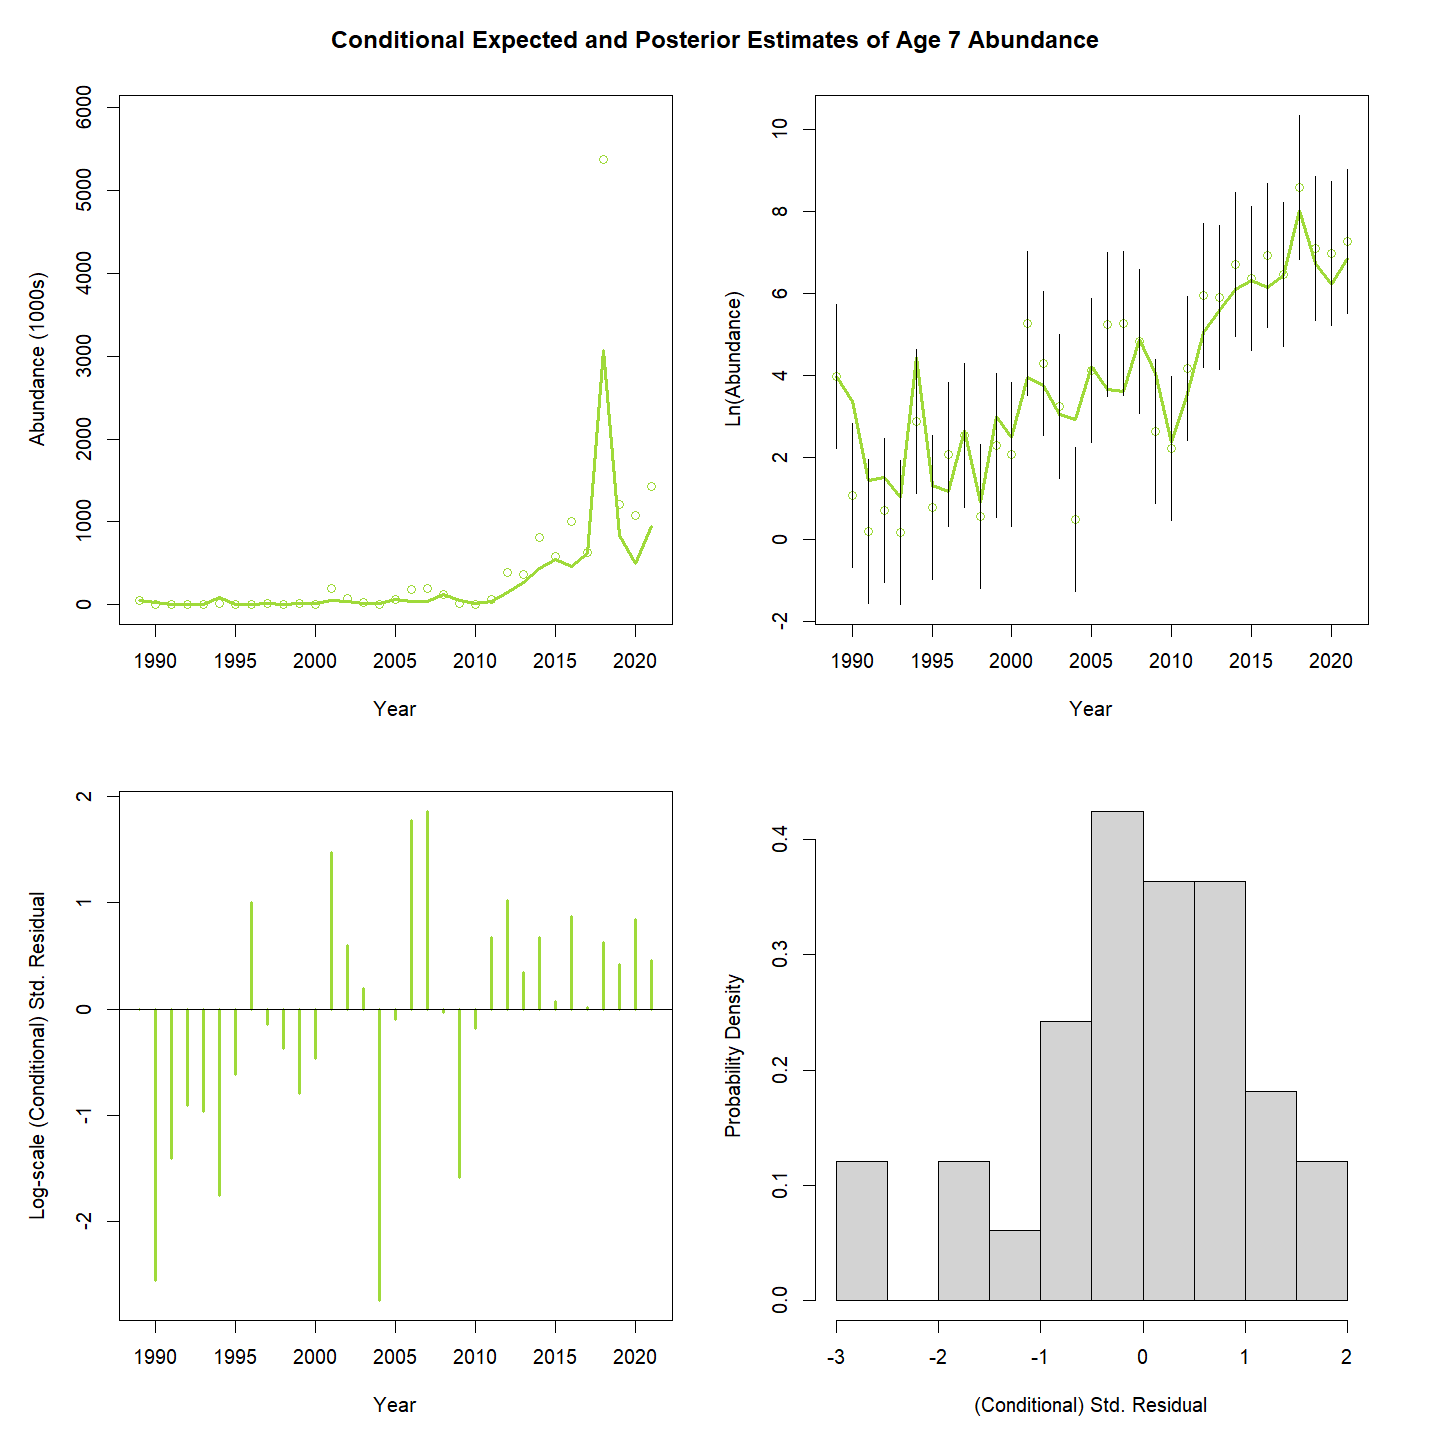 Conditional Expected and Posterior Estimates of Age 7 Abundance
Abundance (1000s)
6000
5000
4000
3000
2000
1000
0
1990 1995 2000 2005 2010 2015 2020
Year
Ln(Abundance)
10
8
6
4
2
0
-2
1990 1995 2000 2005 2010 2015 2020
Year
Log-scale (Conditional) Std. Residual
2
1
0
-1
-2
1990 1995 2000 2005 2010 2015 2020
Year
Probability Density
0.4
0.3
0.2
0.1
0.0
-3 -2 -1 0 1 2
(Conditional) Std. Residual